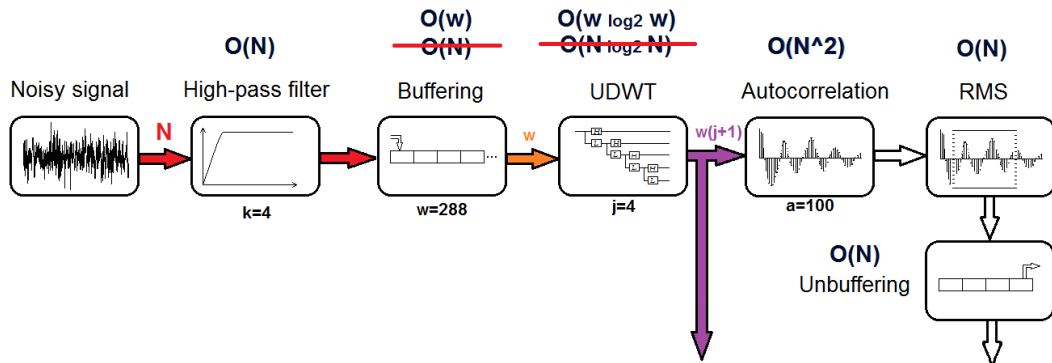 O(w)
O(w log2 w)
O(N)
O(N)
O(N log2 N)
O(N^2)
O(N)
Noisy signal
High-pass filter
Buffering
UDWT
Autocorrelation
RMS
N
w
w(j+1)
H
L
H
L
H
L
H
L
...
k=4
w=288
j=4
a=100
O(N)
Unbuffering